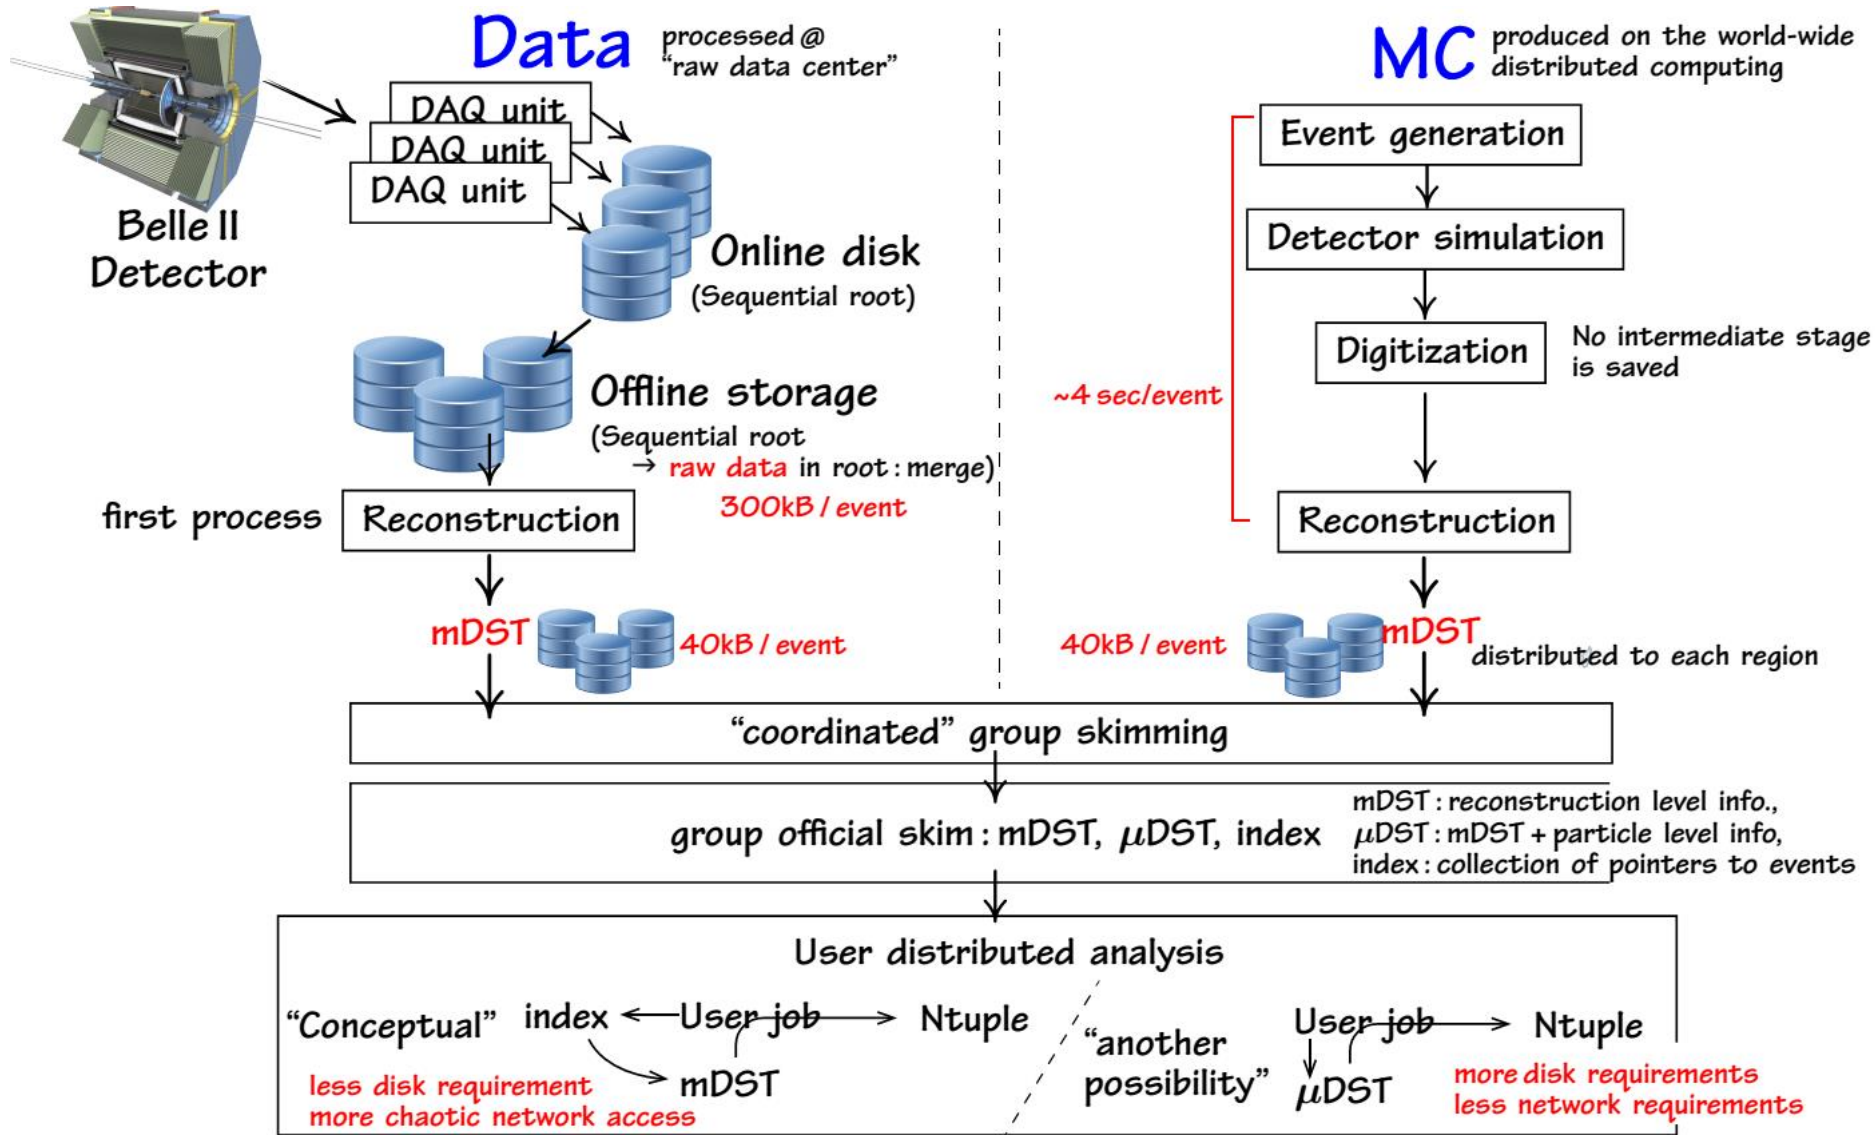 Data
processed @
"raw data center"
DAQ unit
DAQ unit
DAQ unit
Belle II
Detector
Online disk
(Sequential root)
Offline storage
(Sequential root
→ raw data in root : merge)
300kB / event
first process
Reconstruction
mDST
40kB / event
MC
produced on the world-wide
distributed computing
Event generation
Detector simulation
Digitization
No intermediate stage
is saved
~4 sec/event
Reconstruction
40kB / event
mDST
distributed to each region
"coordinated" group skimming
group official skim : mDST, μDST, index
mDST : reconstruction level info.,
μDST : mDST + particle level info,
index : collection of pointers to events
User distributed analysis
"Conceptual"
index
User job
Ntuple
mDST
less disk requirement
more chaotic network access
"another
possibility"
User job
Ntuple
μDST
more disk requirements
less network requirements